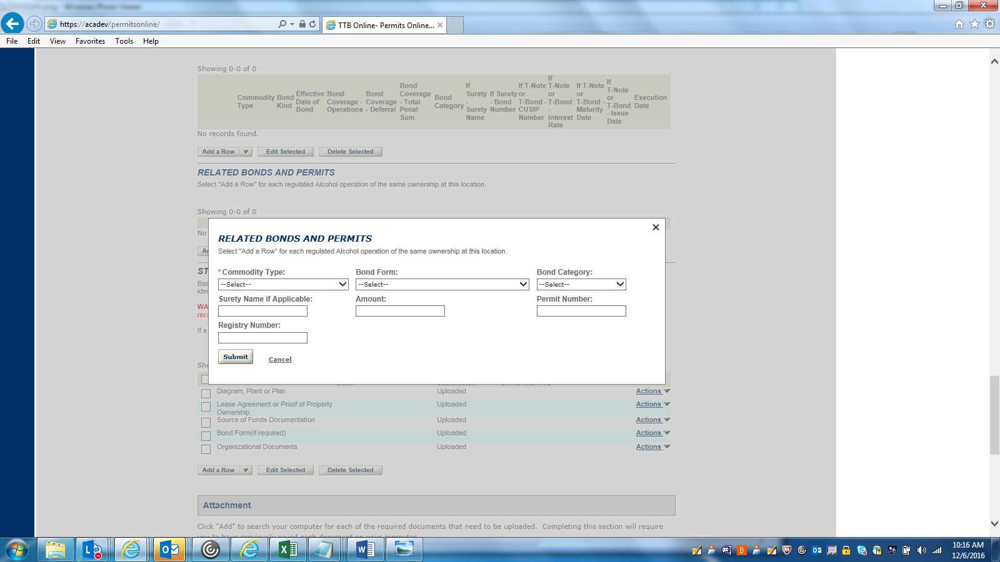 https://acadev/permitsonline/
TTB Online- Permits Online...
File Edit View Favorites Tools Help
Showing 0-0 of 0
Commodity Type
Bond Kind
Effective Date of Bond
Bond Coverage - Operations
Bond Coverage - Deferral
Bond Coverage - Total Penal Sum
Bond Category
If Surety - Surety Name
If Surety - Bond Number
If T-Note or T-Bond - CUSIP Number
If T-Note or T-Bond - Interest Rate
If T-Note or T-Bond - Maturity Date
If T-Note or T-Bond - Issue Date
Execution Date
No records found.
Add a Row Edit Selected Delete Selected
RELATED BONDS AND PERMITS
Select "Add a Row" for each regulated Alcohol operation of the same ownership at this location.
Showing 0-0 of 0
No
RELATED BONDS AND PERMITS
Select "Add a Row" for each regulated Alcohol operation of the same ownership at this location.
*Commodity Type: Bond Form: Bond Category:
--Select-- --Select-- --Select--
Surety Name if Applicable: Amount: Permit Number:
Registry Number:
Submit Cancel
If a
Diagram, Plant or Plan Uploaded Actions
Lease Agreement or Proof of Property Uploaded Actions
Ownership
Source of Funds Documentation Uploaded Actions
Bond Form(if required) Uploaded Actions
Organizational Documents Uploaded Actions
Add a Row Edit Selected Delete Selected
Attachment
Click "Add" to search your computer for each of the required documents that need to be uploaded. Completing this section will require
you to have previously saved each document on your computer.
10:16 AM
12/6/2016